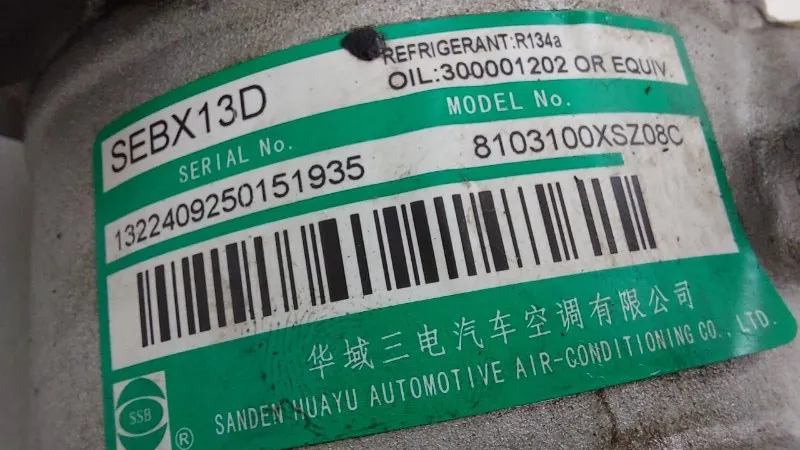 REFRIGERANT:R134a
SEBX13D
OIL:300001202 OR EQUIV.
SERIAL No.
MODEL No.
1322409250151935
8103100XSZ08C
华域三电汽车空调有限公司
SANDEN HUAYU AUTOMOTIVE AIR-CONDITIONING CO., LTD.
SSB
®